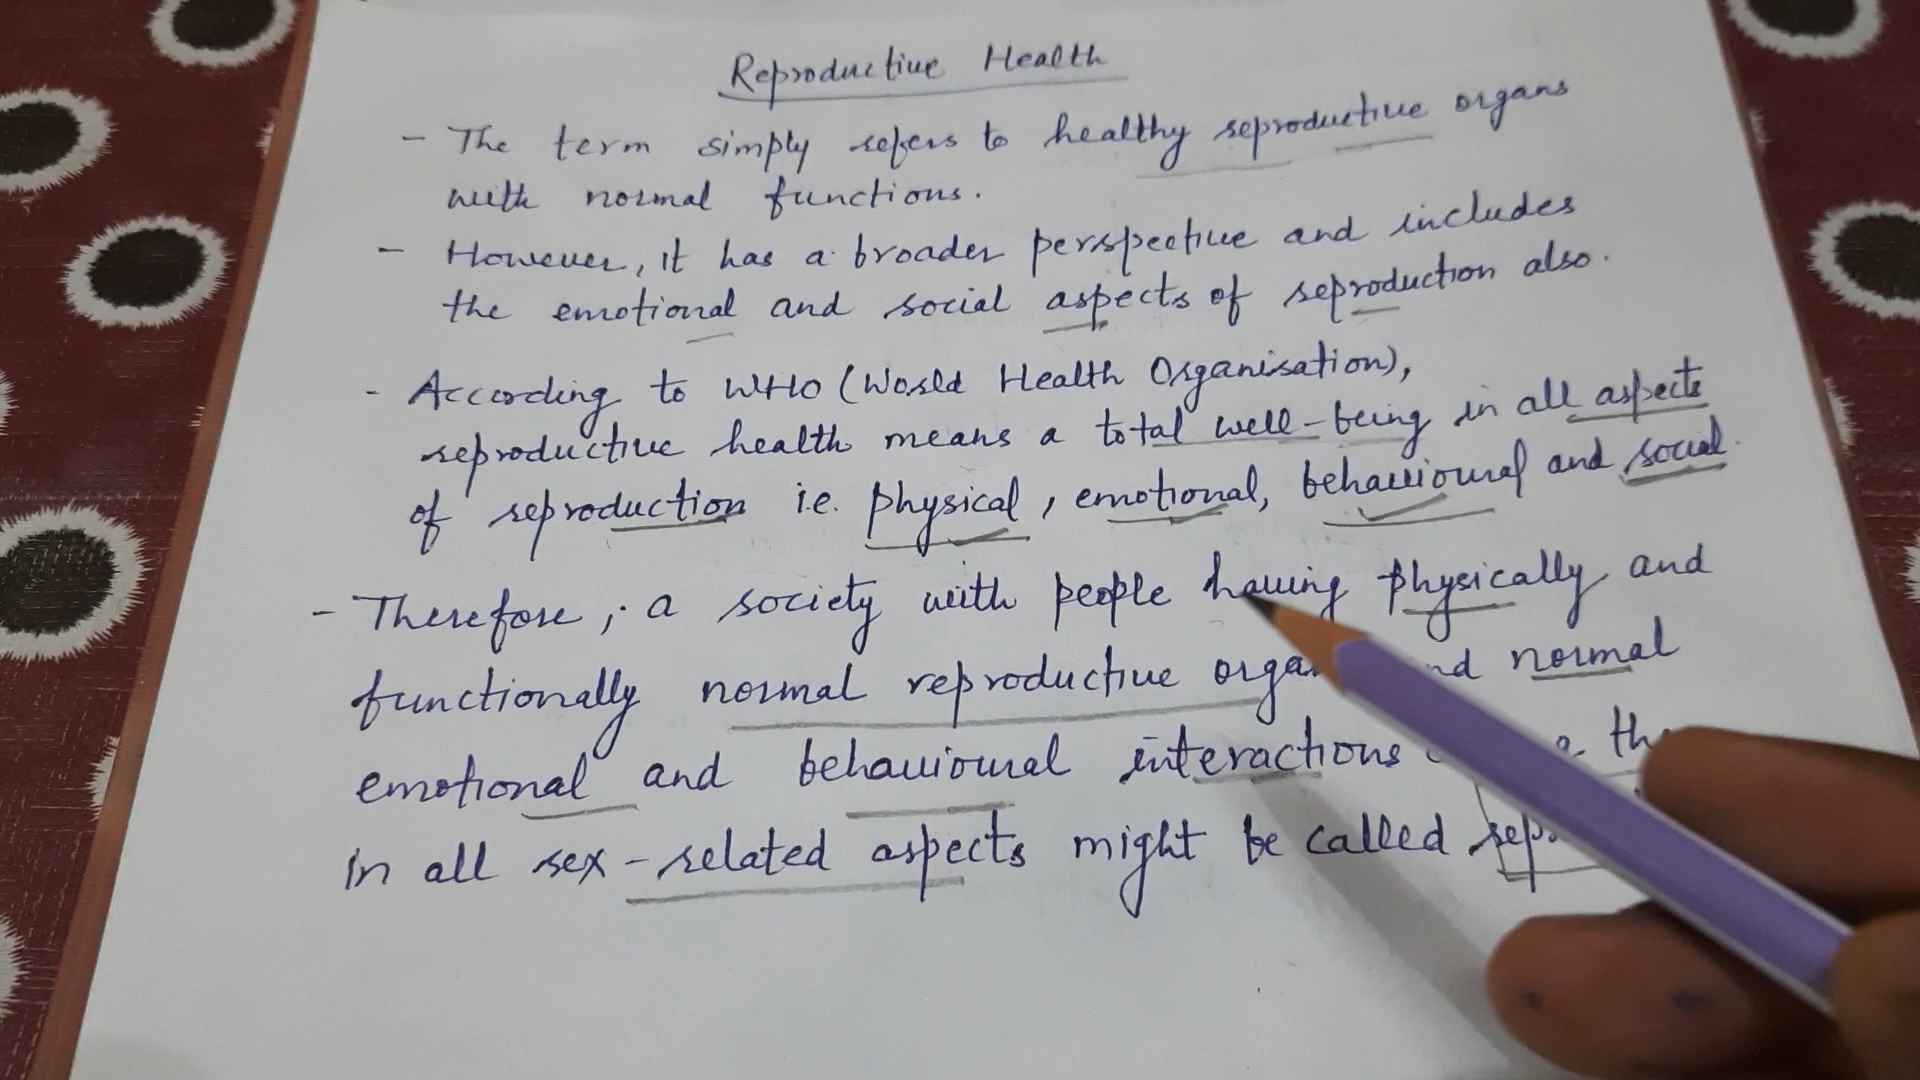 Reproductive Health
- The term simply refers to healthy reproductive organs
with normal functions.
- However, it has a broader perspective and includes
the emotional and social aspects of reproduction also.
- According to WHO (World Health Organisation),
reproductive health means a total well-being in all aspects
of reproduction i.e. physical, emotional, behavioural and social.
- Therefore, a society with people having physically and
functionally normal reproductive normal
emotional and behavioural interactions
in all sex-related aspects might be called